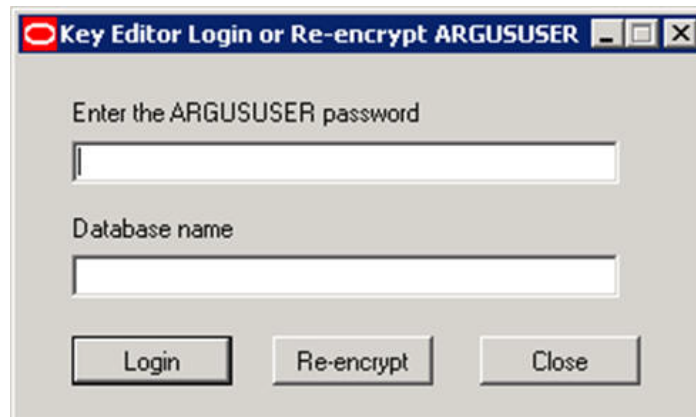 Key Editor Login or Re-encrypt ARGUSUSER
Enter the ARGUSUSER password
Database name
Login Re-encrypt Close